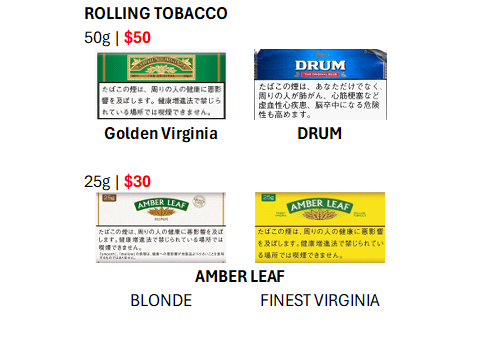 ROLLING TOBACCO
50g | $50
DRUM
THE ORIGINAL BLUE
たばこの煙は、周りの人の健康に悪影
響を及ぼします。健康増進法で禁じら
れている場所では喫煙できません。
たばこの煙は、あなただけでなく、
周りの人が肺がん、心筋梗塞など
虚血性心疾患、脳卒中になる危険
性も高めます。
Golden Virginia
DRUM
25g | $30
25g
AMBER LEAF
BLONDE
たばこの煙は、周りの人の健康に悪影響を及ぼ
します。健康増進法で禁じられている場所では
喫煙できません。
25g
AMBER LEAF
たばこの煙は、周りの人の健康に悪影響
を及ぼします。健康増進法で禁じられてい
る場所では喫煙できません。
AMBER LEAF
BLONDE
FINEST VIRGINIA